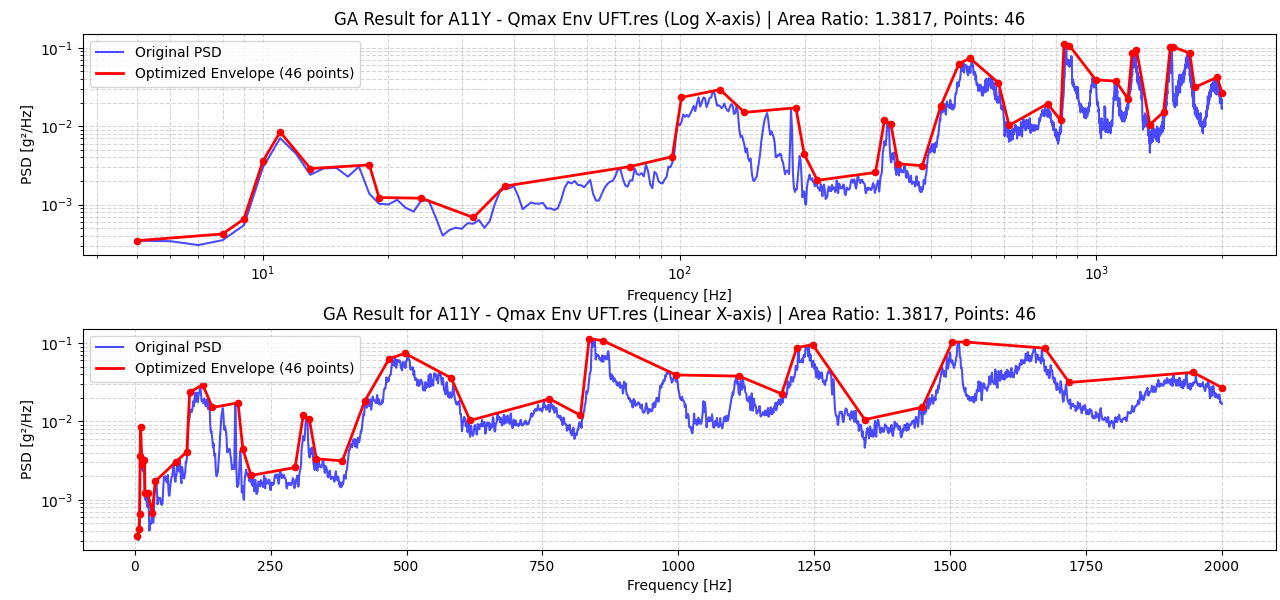 GA Result for A11Y - Qmax Env UFT.res (Log X-axis) | Area Ratio: 1.3817, Points: 46
Original PSD
Optimized Envelope (46 points)
PSD [g²/Hz]
10⁻¹
10⁻²
10⁻³
10¹
10²
10³
Frequency [Hz]
GA Result for A11Y - Qmax Env UFT.res (Linear X-axis) | Area Ratio: 1.3817, Points: 46
Original PSD
Optimized Envelope (46 points)
PSD [g²/Hz]
10⁻¹
10⁻²
10⁻³
0 250 500 750 1000 1250 1500 1750 2000
Frequency [Hz]